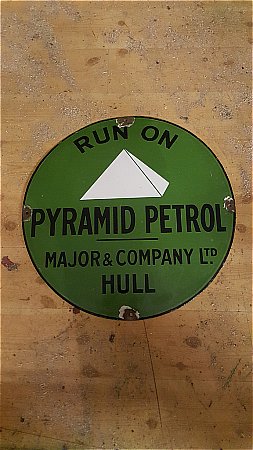 RUN ON
PYRAMID PETROL
MAJOR & COMPANY LTD
HULL